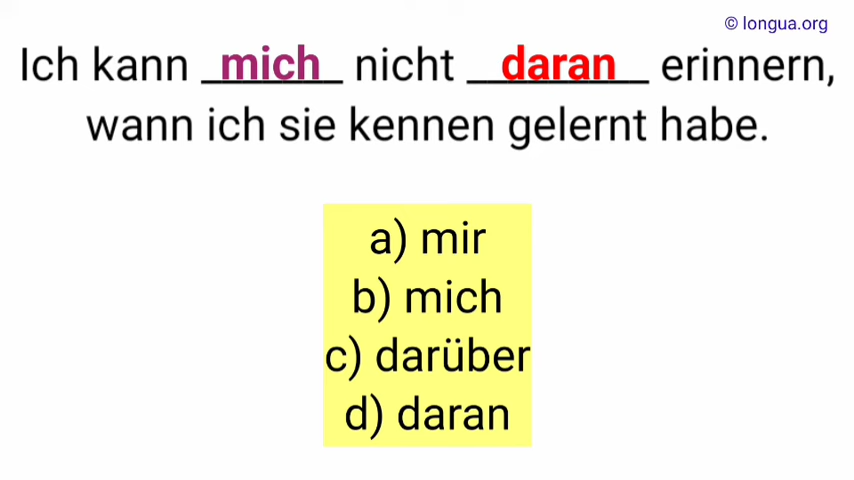 © longua.org
Ich kann mich nicht daran erinnern,
wann ich sie kennen gelernt habe.
a) mir
b) mich
c) darüber
d) daran